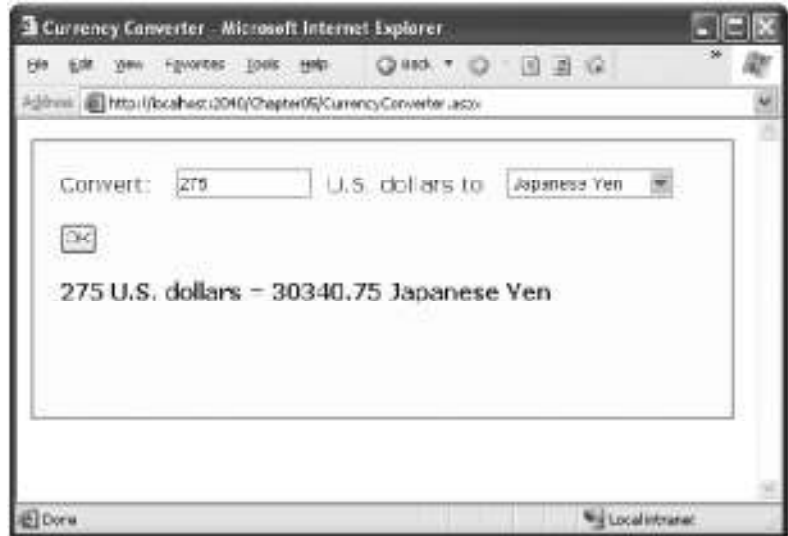 Currency Converter - Microsoft Internet Explorer
File Edit View Favorites Tools Help Back »
Address http://localhost:2040/Chapter05/CurrencyConverter.aspx
Convert: 275 U.S. dollars to Japanese Yen
OK
275 U.S. dollars = 30340.75 Japanese Yen
Done Local intranet